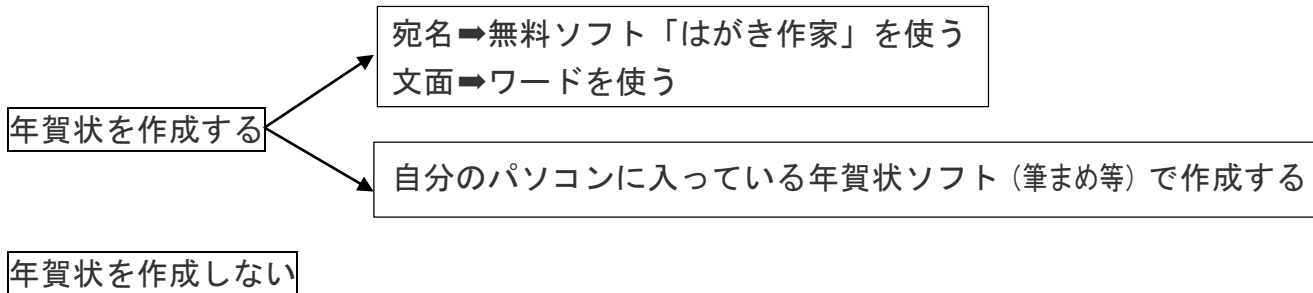 宛名➡無料ソフト「はがき作家」を使う
文面➡ワードを使う
年賀状を作成する
自分のパソコンに入っている年賀状ソフト（筆まめ等）で作成する
年賀状を作成しない